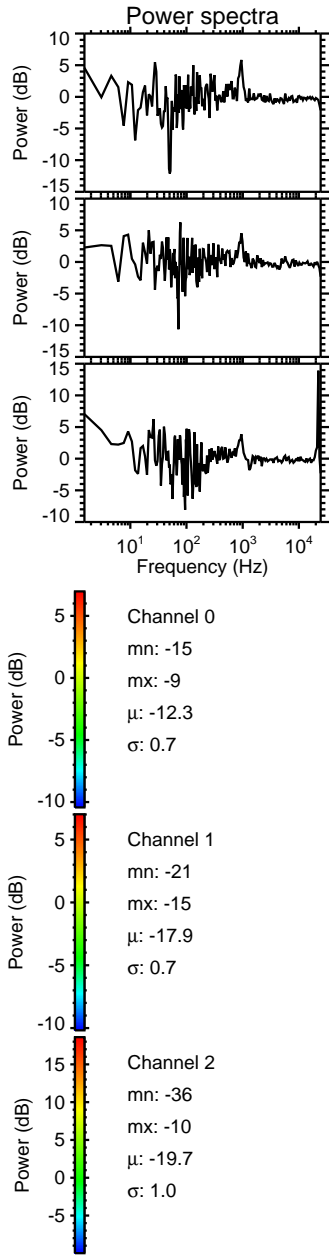 Power spectra
10
5
0
-5
-10
-15
Power (dB)
10
5
0
-5
-10
-15
Power (dB)
15
10
5
0
-5
-10
Power (dB)
10^1 10^2 10^3 10^4
Frequency (Hz)
5
0
-5
-10
Power (dB)
Channel 0
mn: -15
mx: -9
μ: -12.3
σ: 0.7
5
0
-5
-10
Power (dB)
Channel 1
mn: -21
mx: -15
μ: -17.9
σ: 0.7
15
10
5
0
-5
Power (dB)
Channel 2
mn: -36
mx: -10
μ: -19.7
σ: 1.0